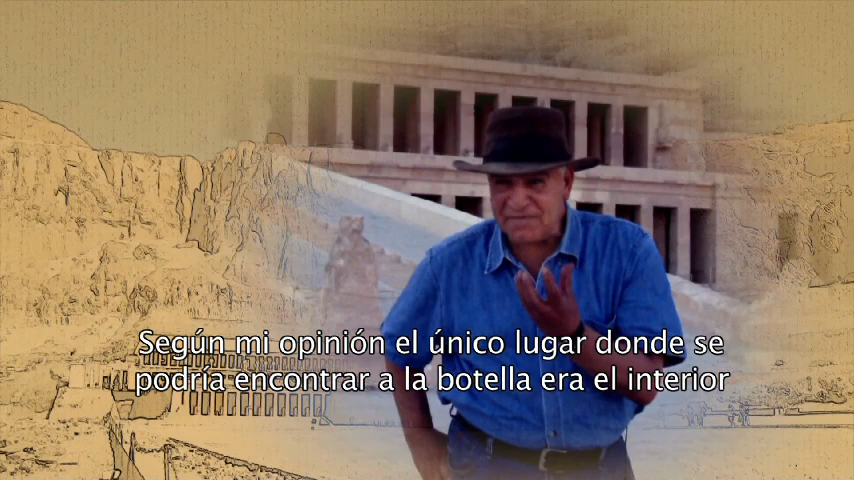 Según mi opinión el único lugar donde se
podría encontrar a la botella era el interior